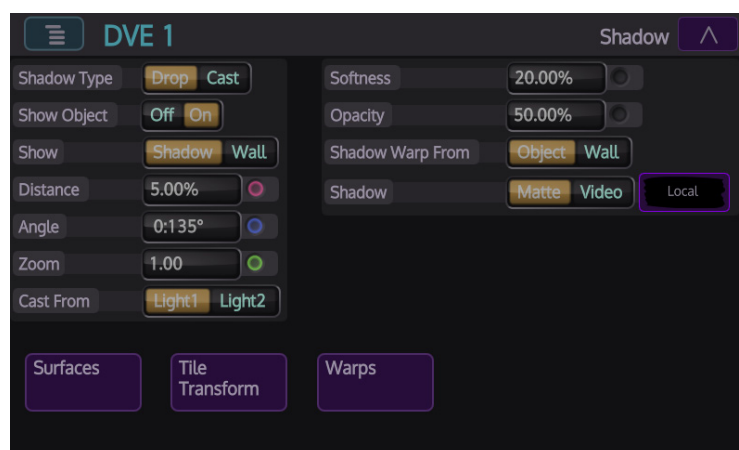 DVE 1
Shadow
Shadow Type Drop Cast
Show Object Off On
Show Shadow Wall
Distance 5.00%
Angle 0:135°
Zoom 1.00
Cast From Light1 Light2
Softness 20.00%
Opacity 50.00%
Shadow Warp From Object Wall
Shadow Matte Video Local
Surfaces
Tile
Transform
Warps